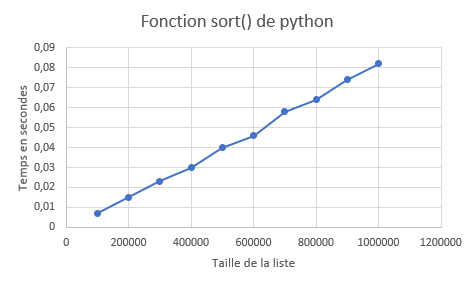 Fonction sort() de python
Temps en secondes
0,09
0,08
0,07
0,06
0,05
0,04
0,03
0,02
0,01
0
0 200000 400000 600000 800000 1000000 1200000
Taille de la liste